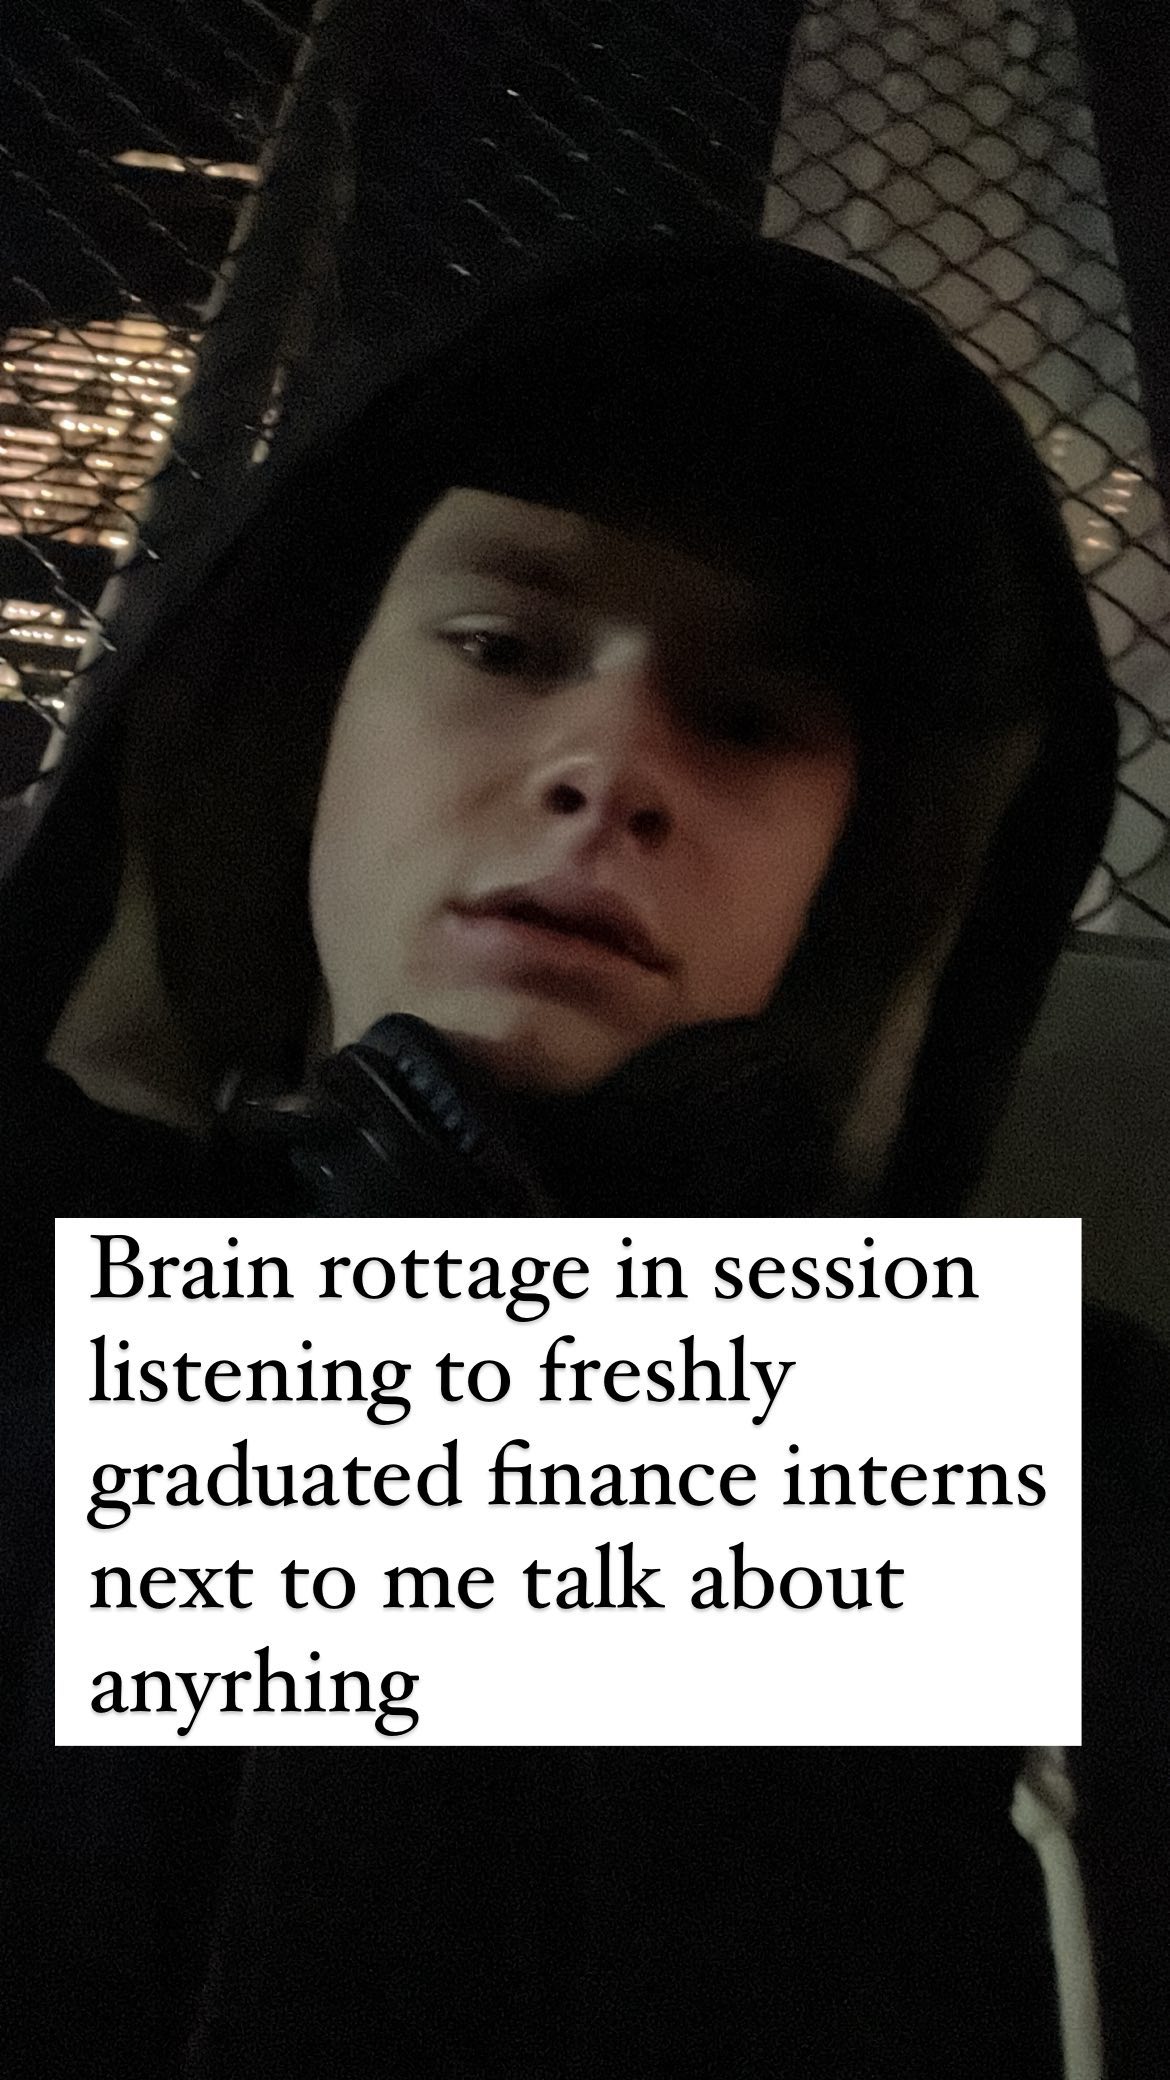 Brain rottage in session
listening to freshly
graduated finance interns
next to me talk about
anyrhing